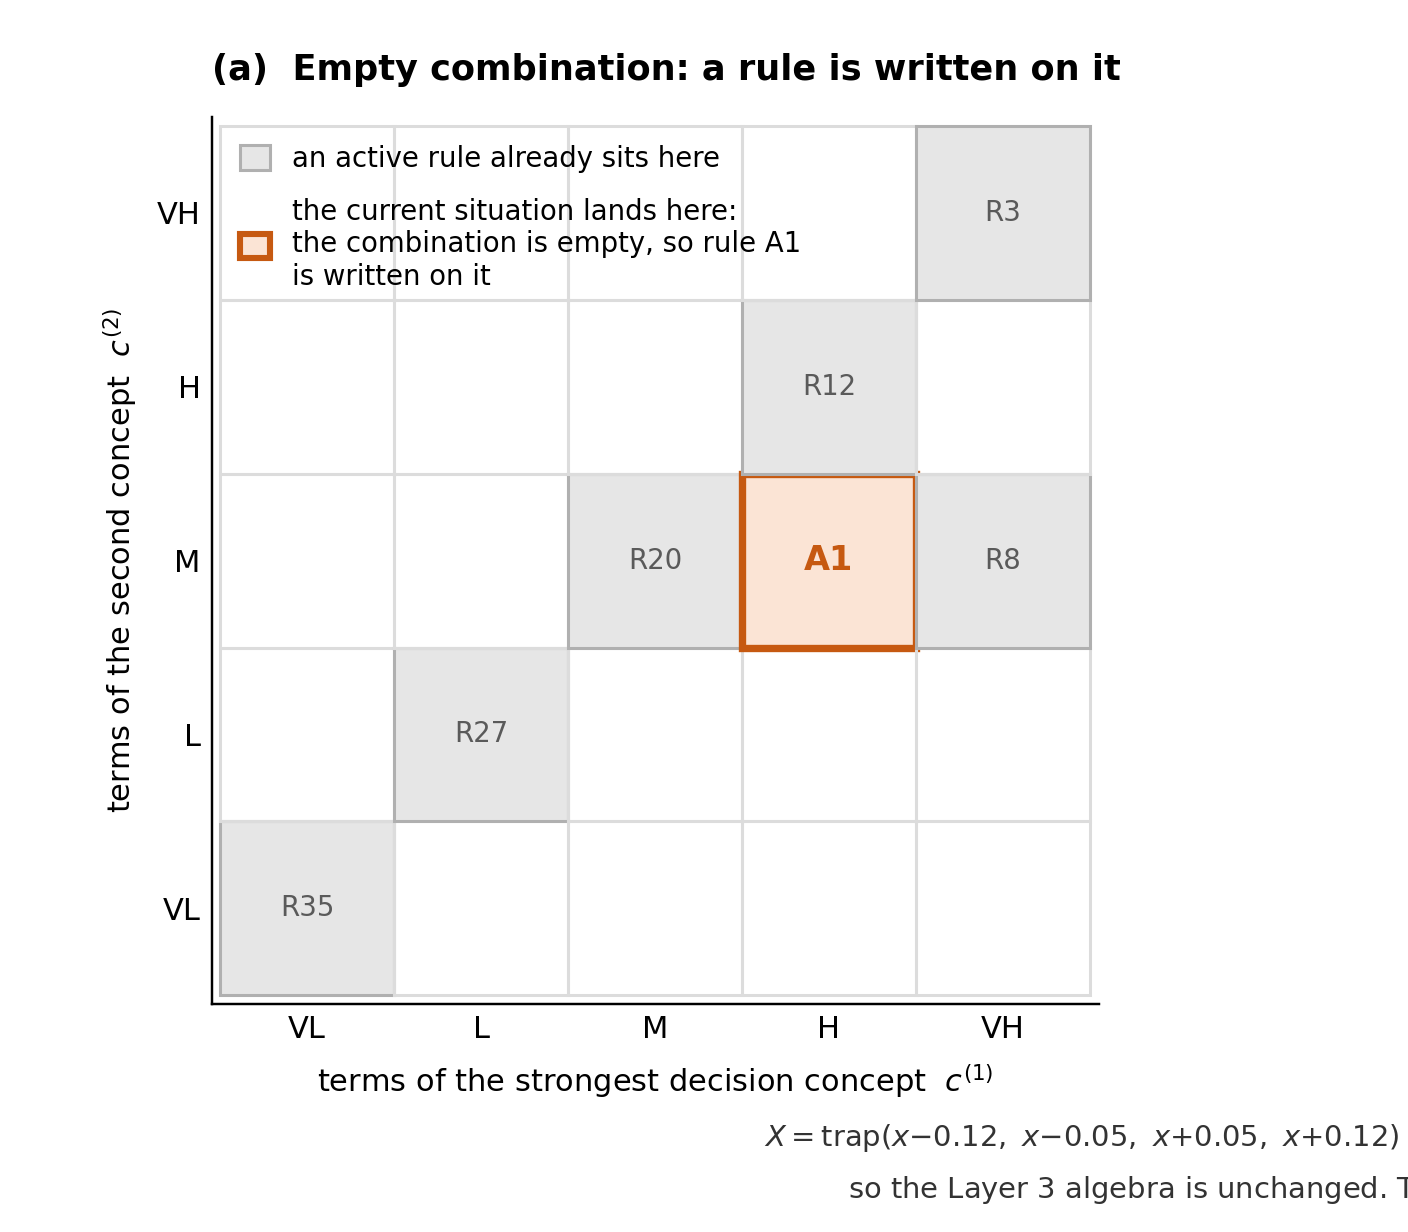 (a) Empty combination: a rule is written on it
an active rule already sits here
the current situation lands here:
the combination is empty, so rule A1
is written on it
VH
R3
H
R12
M
R20
A1
R8
L
R27
VL
R35
VL
L
M
H
VH
terms of the second concept c⁽²⁾
terms of the strongest decision concept c⁽¹⁾
X = trap(x−0.12, x−0.05, x+0.05, x+0.12)
so the Layer 3 algebra is unchanged. T